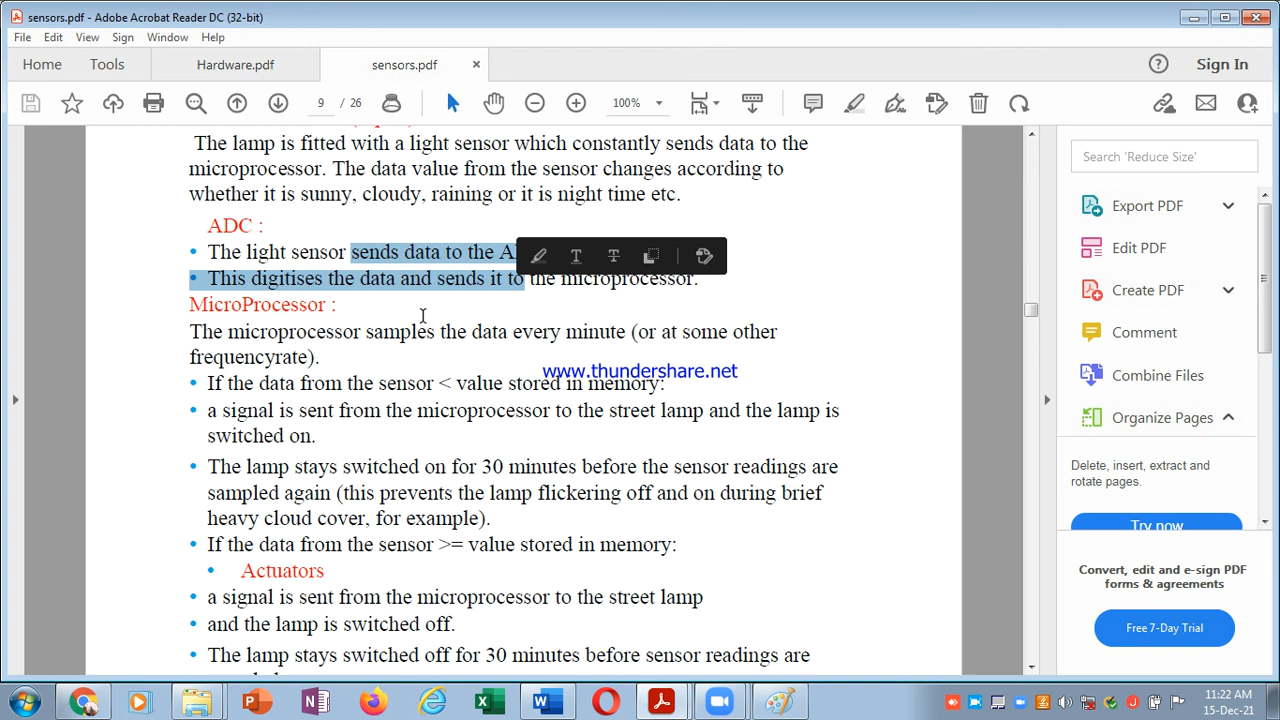 sensors.pdf - Adobe Acrobat Reader DC (32-bit)
File Edit View Sign Window Help
Home Tools Hardware.pdf sensors.pdf × Sign In
9 / 26 100%
The lamp is fitted with a light sensor which constantly sends data to the
microprocessor. The data value from the sensor changes according to
whether it is sunny, cloudy, raining or it is night time etc.
ADC :
• The light sensor sends data to the
• This digitises the data and sends it to the microprocessor.
MicroProcessor :
The microprocessor samples the data every minute (or at some other
frequencyrate).
www.thundershare.net
• If the data from the sensor < value stored in memory:
• a signal is sent from the microprocessor to the street lamp and the lamp is
switched on.
• The lamp stays switched on for 30 minutes before the sensor readings are
sampled again (this prevents the lamp flickering off and on during brief
heavy cloud cover, for example).
• If the data from the sensor >= value stored in memory:
• Actuators
• a signal is sent from the microprocessor to the street lamp
• and the lamp is switched off.
• The lamp stays switched off for 30 minutes before sensor readings are
Search 'Reduce Size'
Export PDF
Edit PDF
Create PDF
Comment
Combine Files
Organize Pages
Delete, insert, extract and
rotate pages.
Try now
Convert, edit and e-sign PDF
forms & agreements
Free 7-Day Trial
11:22 AM
15-Dec-21